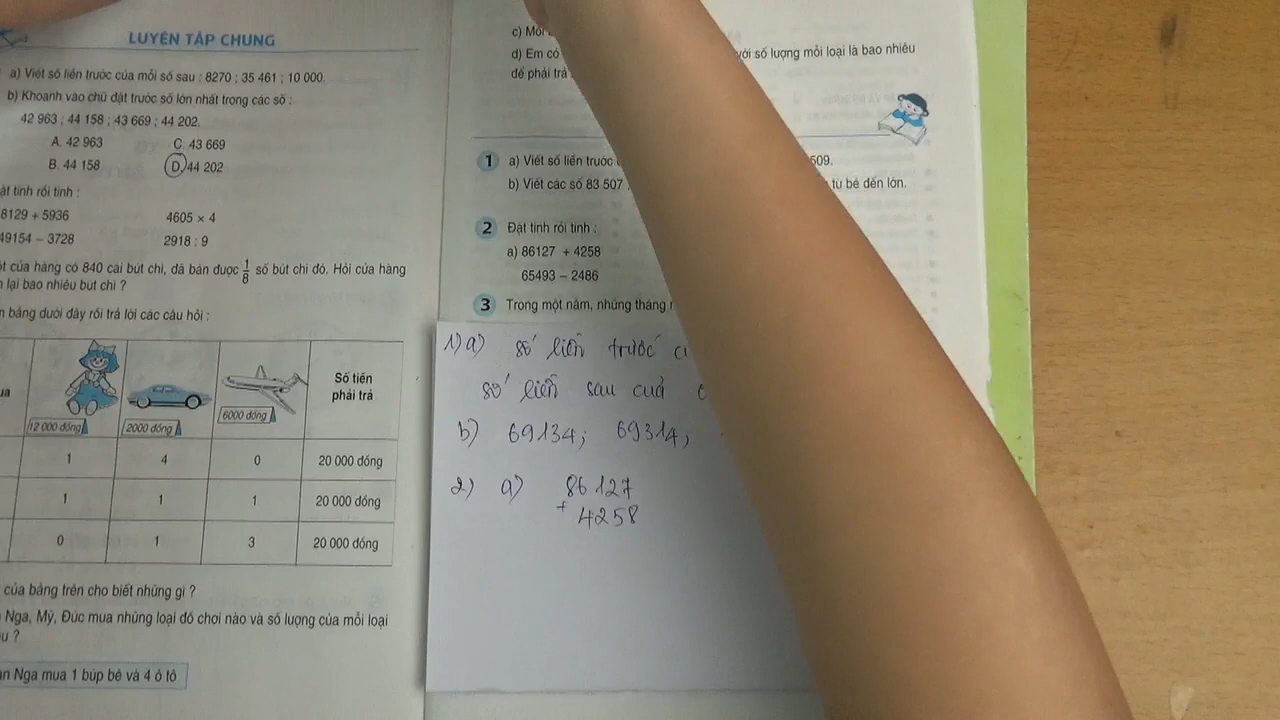 LUYỆN TẬP CHUNG
a) Viết số liền trước của mỗi số sau : 8270 ; 35 461 ; 10 000.
b) Khoanh vào chữ đặt trước số lớn nhất trong các số :
42 963 ; 44 158 ; 43 669 ; 44 202.
A. 42 963 C. 43 669
B. 44 158 D. 44 202
tính rồi tính :
8129 + 5936 4605 × 4
49154 – 3728 2918 : 9
cửa hàng có 840 cái bút chì, đã bán được 1/8 số bút chì đó. Hỏi cửa hàng
lại bao nhiêu bút chì ?
bảng dưới đây rồi trả lời các câu hỏi :
Số tiền
phải trả
12 000 đồng 2000 đồng 6000 đồng
1 4 0 20 000 đồng
1 1 1 20 000 đồng
0 1 3 20 000 đồng
của bảng trên cho biết những gì ?
Nga, Mỹ, Đức mua những loại đồ chơi nào và số lượng của mỗi loại
Nga mua 1 búp bê và 4 ô tô
c)
d) Em có với số lượng mỗi loại là bao nhiêu
để phải trả
1 a) Viết số liền trước 509.
b) Viết các số 83 507 từ bé đến lớn.
2 Đặt tính rồi tính :
a) 86127 + 4258
65493 – 2486
3 Trong một năm, những tháng
1) a) số liền trước
số liền sau của
b) 69134; 69314;
2) a) 86127
+ 4258